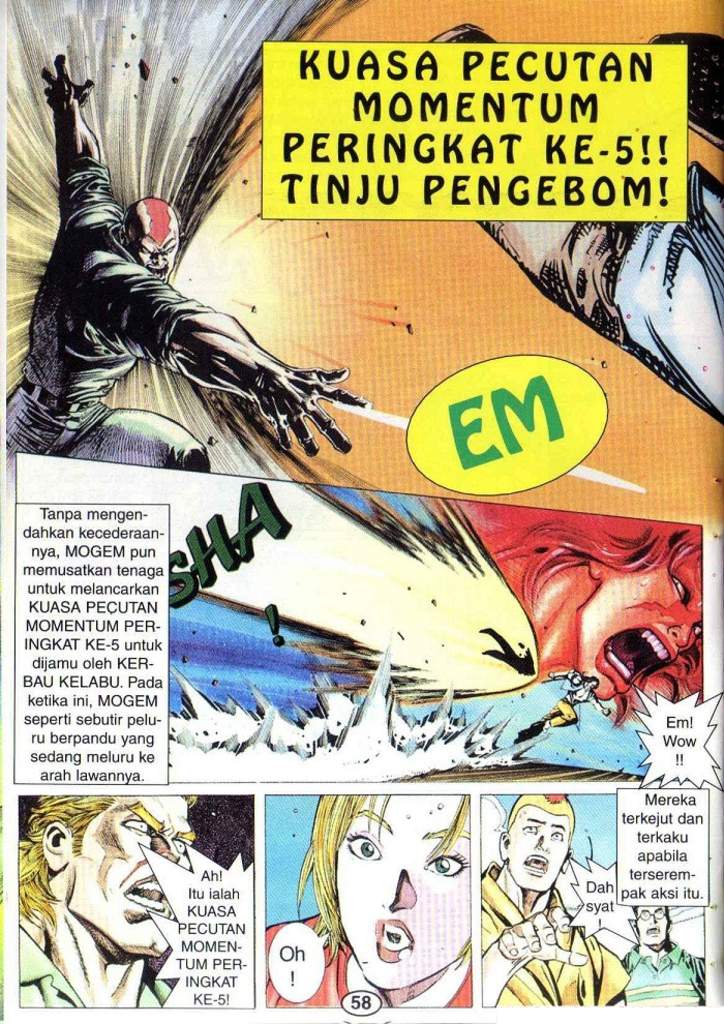 KUASA PECUTAN
MOMENTUM
PERINGKAT KE-5!!
TINJU PENGEBOM!
EM
SHA
!
Tanpa mengen-
dahkan kecederaan-
nya, MOGEM pun
memusatkan tenaga
untuk melancarkan
KUASA PECUTAN
MOMENTUM PER-
INGKAT KE-5 untuk
dijamu oleh KER-
BAU KELABU. Pada
ketika ini, MOGEM
seperti sebutir pelu-
ru berpandu yang
sedang meluru ke
arah lawannya.
Em!
Wow
!!
Ah!
Itu ialah
KUASA
PECUTAN
MOMEN-
TUM PER-
INGKAT
KE-5!
Oh
!
Mereka
terkejut dan
terkaku
apabila
terserem-
pak aksi itu.
Dah
syat
!
58